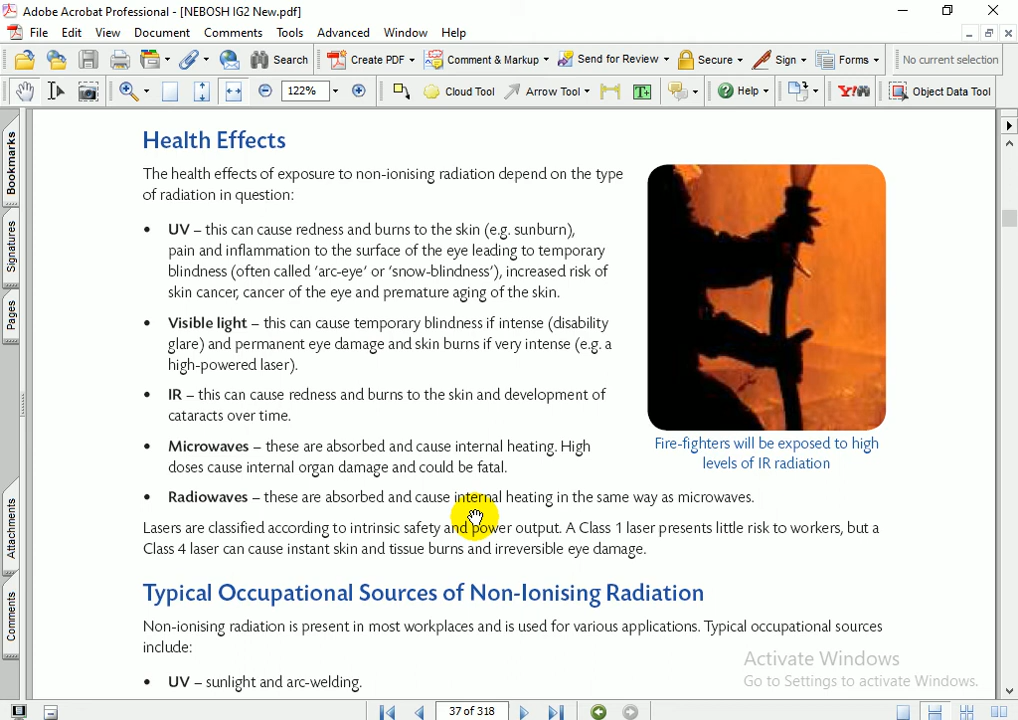 Adobe Acrobat Professional - [NEBOSH IG2 New.pdf]
File Edit View Document Comments Tools Advanced Window Help
Search Create PDF Comment & Markup Send for Review Secure Sign Forms No current selection
122% Cloud Tool Arrow Tool T Help Y! Object Data Tool
Bookmarks
Signatures
Pages
Attachments
Comments
Health Effects
The health effects of exposure to non-ionising radiation depend on the type
of radiation in question:
• UV – this can cause redness and burns to the skin (e.g. sunburn),
pain and inflammation to the surface of the eye leading to temporary
blindness (often called 'arc-eye' or 'snow-blindness'), increased risk of
skin cancer, cancer of the eye and premature aging of the skin.
• Visible light – this can cause temporary blindness if intense (disability
glare) and permanent eye damage and skin burns if very intense (e.g. a
high-powered laser).
• IR – this can cause redness and burns to the skin and development of
cataracts over time.
• Microwaves – these are absorbed and cause internal heating. High
doses cause internal organ damage and could be fatal.
• Radiowaves – these are absorbed and cause internal heating in the same way as microwaves.
Fire-fighters will be exposed to high
levels of IR radiation
Lasers are classified according to intrinsic safety and power output. A Class 1 laser presents little risk to workers, but a
Class 4 laser can cause instant skin and tissue burns and irreversible eye damage.
Typical Occupational Sources of Non-Ionising Radiation
Non-ionising radiation is present in most workplaces and is used for various applications. Typical occupational sources
include:
• UV – sunlight and arc-welding.
Activate Windows
Go to Settings to activate Windows.
37 of 318